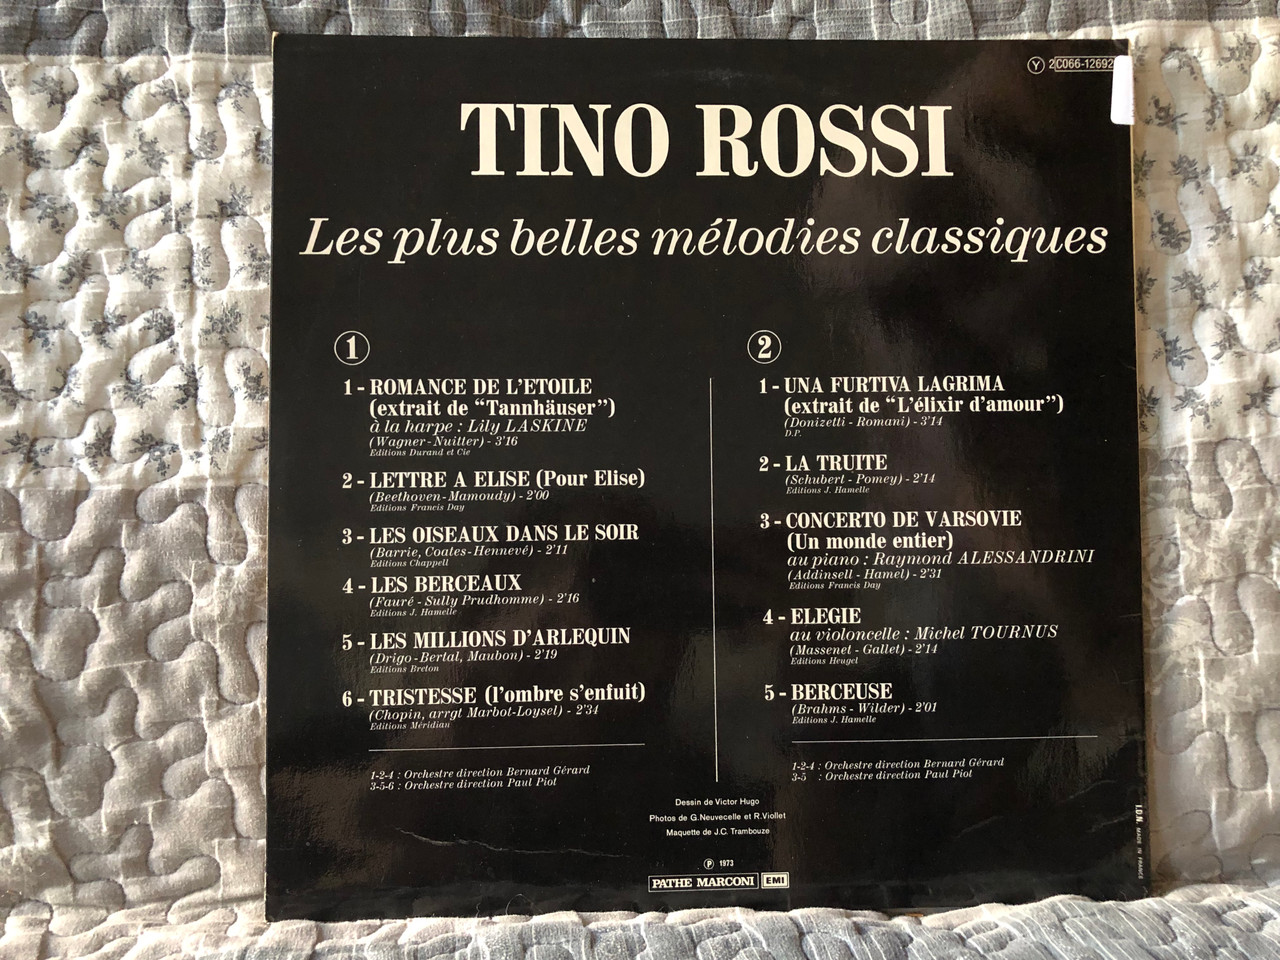 Y 2C066-12692
TINO ROSSI
Les plus belles mélodies classiques
1
1 - ROMANCE DE L'ETOILE
(extrait de "Tannhäuser")
à la harpe : Lily LASKINE
(Wagner - Nuitter) - 3'16
Editions Durand et Cie
2 - LETTRE A ELISE (Pour Elise)
(Beethoven - Mamoudy) - 2'00
Editions Francis Day
3 - LES OISEAUX DANS LE SOIR
(Barrie, Coates - Hennevé) - 2'11
Editions Chappell
4 - LES BERCEAUX
(Fauré - Sully Prudhomme) - 2'16
Editions J. Hamelle
5 - LES MILLIONS D'ARLEQUIN
(Drigo - Bertal, Maubon) - 2'19
Editions Breton
6 - TRISTESSE (l'ombre s'enfuit)
(Chopin, arrgt Marbot-Loysel) - 2'34
Editions Méridian
1-2-4 : Orchestre direction Bernard Gérard
3-5-6 : Orchestre direction Paul Piot
2
1 - UNA FURTIVA LAGRIMA
(extrait de "L'élixir d'amour")
(Donizetti - Romani) - 3'14
D.P.
2 - LA TRUITE
(Schubert - Pomey) - 2'14
Editions J. Hamelle
3 - CONCERTO DE VARSOVIE
(Un monde entier)
au piano : Raymond ALESSANDRINI
(Addinsell - Hamel) - 2'31
Editions Francis Day
4 - ELEGIE
au violoncelle : Michel TOURNUS
(Massenet - Gallet) - 2'14
Editions Heugel
5 - BERCEUSE
(Brahms - Wilder) - 2'01
Editions J. Hamelle
1-2-4 : Orchestre direction Bernard Gérard
3-5 : Orchestre direction Paul Piot
Dessin de Victor Hugo
Photos de G.Neuvecelle et R.Viollet
Maquette de J.C. Trambouze
Ⓟ 1973
PATHE MARCONI EMI
I.D.N. MADE IN FRANCE